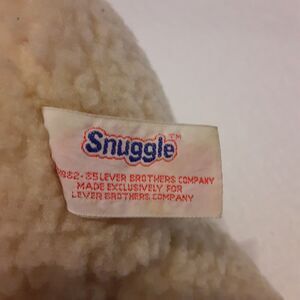 Snuggle™
1982-85 LEVER BROTHERS COMPANY
MADE EXCLUSIVELY FOR
LEVER BROTHERS COMPANY